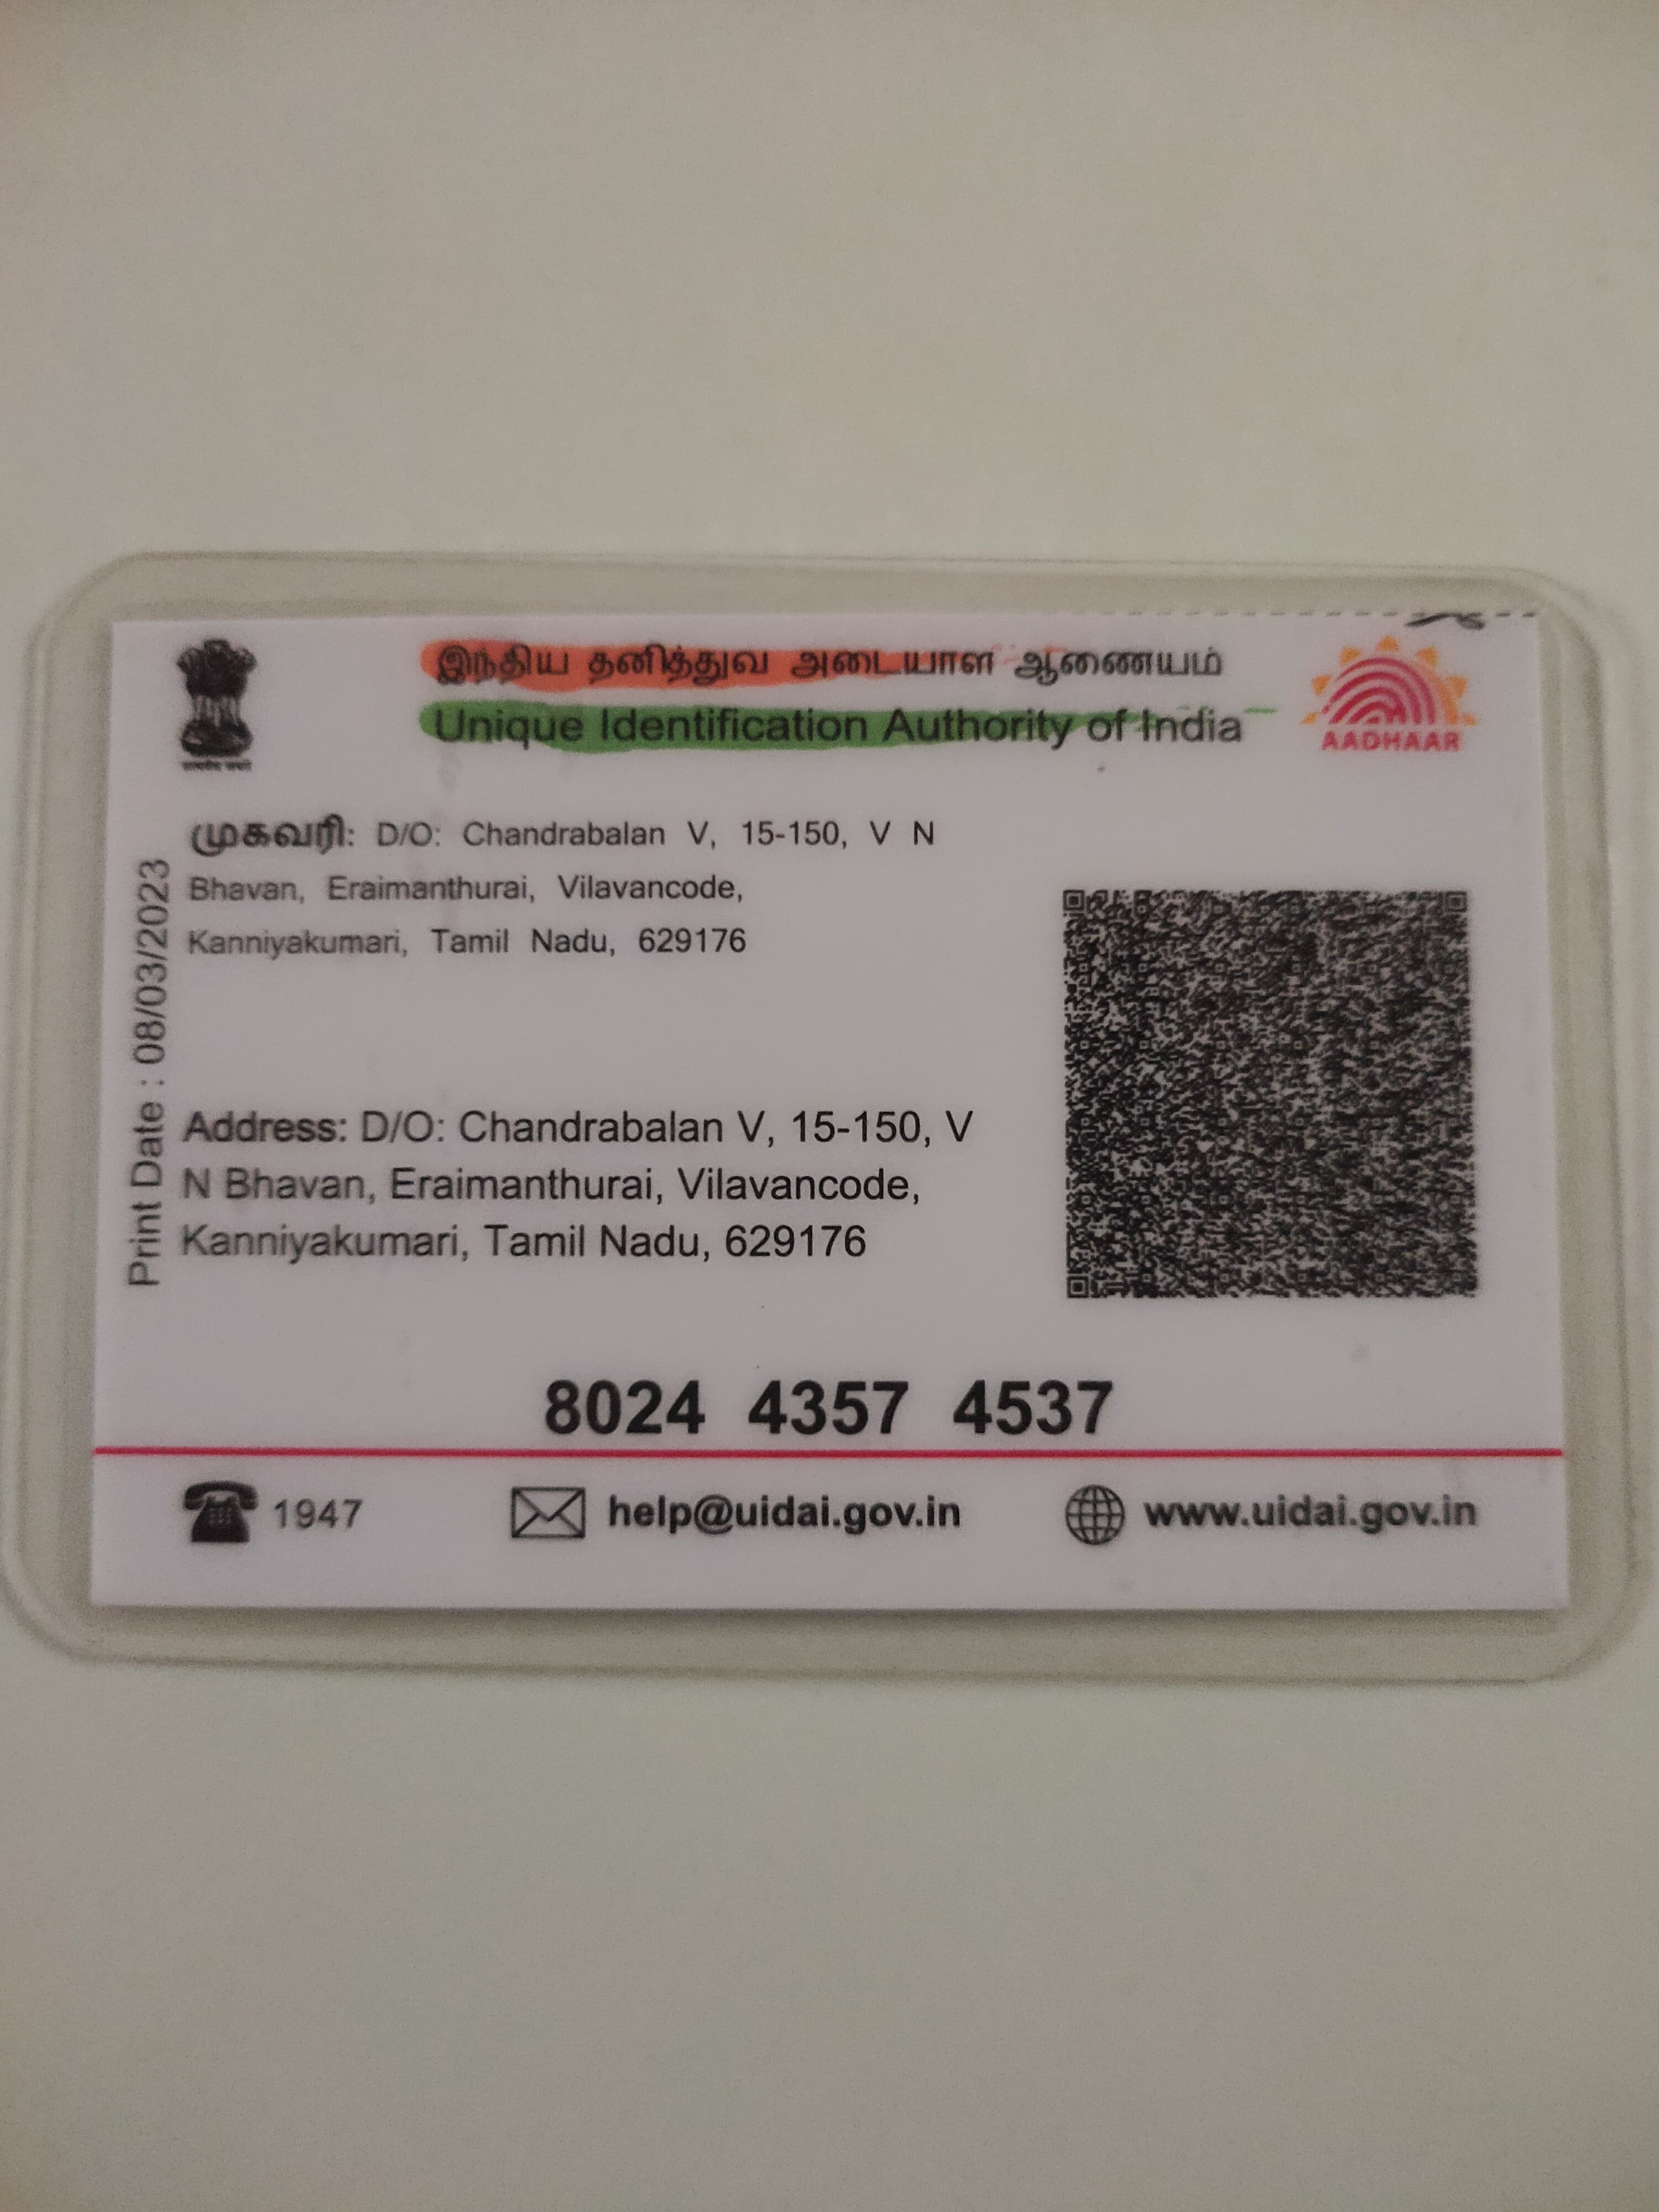 இந்திய தனித்துவ அடையாள ஆணையம்
Unique Identification Authority of India
AADHAAR
முகவரி: D/O: Chandrabalan V, 15-150, V N
Bhavan, Eraimanthurai, Vilavancode,
Kanniyakumari, Tamil Nadu, 629176
Print Date : 08/03/2023
Address: D/O: Chandrabalan V, 15-150, V
N Bhavan, Eraimanthurai, Vilavancode,
Kanniyakumari, Tamil Nadu, 629176
8024 4357 4537
1947 help@uidai.gov.in www.uidai.gov.in